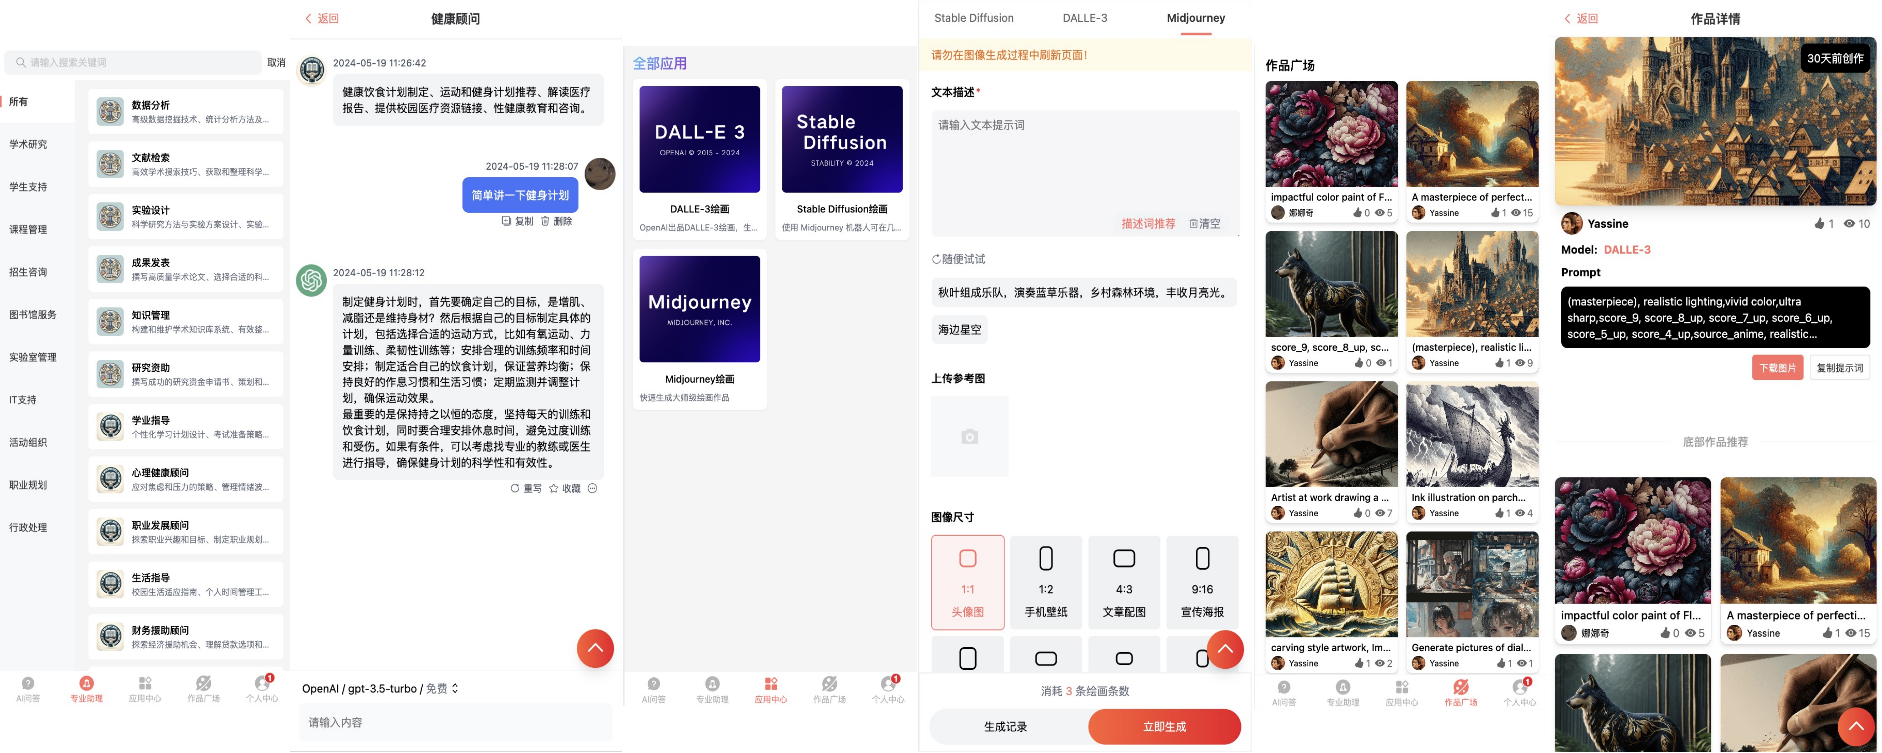 请输入搜索关键词
取消
所有
学术研究
学生支持
课程管理
招生咨询
图书馆服务
实验室管理
IT支持
活动组织
职业规划
行政处理
数据分析
高级数据挖掘技术、统计分析方法及...
文献检索
高效学术搜索技巧、获取和整理科学...
实验设计
科学研究方法与实验方案设计、实验...
成果发表
撰写高质量学术论文、选择合适的科...
知识管理
构建和维护学术知识库系统、有效整...
研究资助
撰写成功的研究资金申请书、策划和...
学业指导
个性化学习计划设计、考试准备策略...
心理健康顾问
应对焦虑和压力的策略、管理情绪波...
职业发展顾问
探索职业兴趣和目标、制定职业规划...
生活指导
校园生活适应指南、个人时间管理工...
财务援助顾问
探索经济援助机会、理解贷款选项和...
AI问答
专业助理
应用中心
作品广场
1
个人中心
返回
健康顾问
2024-05-19 11:26:42
健康饮食计划制定、运动和健身计划推荐、解读医疗
报告、提供校园医疗资源链接、性健康教育和咨询。
2024-05-19 11:28:07
简单讲一下健身计划
复制 删除
2024-05-19 11:28:12
制定健身计划时，首先要确定自己的目标，是增肌、
减脂还是维持身材？然后根据自己的目标制定具体的
计划，包括选择合适的运动方式，比如有氧运动、力
量训练、柔韧性训练等；安排合理的训练频率和时间
安排；制定适合自己的饮食计划，保证营养均衡；保
持良好的作息习惯和生活习惯；定期监测并调整计
划，确保运动效果。
最重要的是保持持之以恒的态度，坚持每天的训练和
饮食计划，同时要合理安排休息时间，避免过度训练
和受伤。如果有条件，可以考虑找专业的教练或医生
进行指导，确保健身计划的科学性和有效性。
重写 收藏
OpenAI / gpt-3.5-turbo / 免费
请输入内容
全部应用
DALL-E 3
OPENAI © 2015 - 2024
DALLE-3绘画
OpenAI出品DALLE-3绘画，生...
Stable
Diffusion
STABILITY © 2024
Stable Diffusion绘画
使用 Midjourney 机器人可在几...
Midjourney
MIDJOURNEY, INC.
Midjourney绘画
快速生成大师级绘画作品
AI问答
专业助理
应用中心
作品广场
1
个人中心
Stable Diffusion
DALLE-3
Midjourney
请勿在图像生成过程中刷新页面！
文本描述*
请输入文本提示词
描述词推荐 清空
随便试试
秋叶组成乐队，演奏蓝草乐器，乡村森林环境，丰收月亮光。
海边星空
上传参考图
图像尺寸
1:1
头像图
1:2
手机壁纸
4:3
文章配图
9:16
宣传海报
消耗 3 条绘画条数
生成记录
立即生成
作品广场
impactful color paint of F...
娜娜奇 0 5
A masterpiece of perfect...
Yassine 1 15
score_9, score_8_up, sc...
Yassine 0 1
(masterpiece), realistic li...
Yassine 1 9
Artist at work drawing a ...
Yassine 0 7
Ink illustration on parch...
Yassine 1 4
carving style artwork, Im...
Yassine 1 2
Generate pictures of dial...
Yassine 1 1
AI问答
专业助理
应用中心
作品广场
1
个人中心
返回
作品详情
30天前创作
Yassine 1 10
Model: DALLE-3
Prompt
(masterpiece), realistic lighting,vivid color,ultra
sharp,score_9, score_8_up, score_7_up, score_6_up,
score_5_up, score_4_up,source_anime, realistic...
下载图片
复制提示词
底部作品推荐
impactful color paint of Fl...
娜娜奇 0 5
A masterpiece of perfecti...
Yassine 1 15